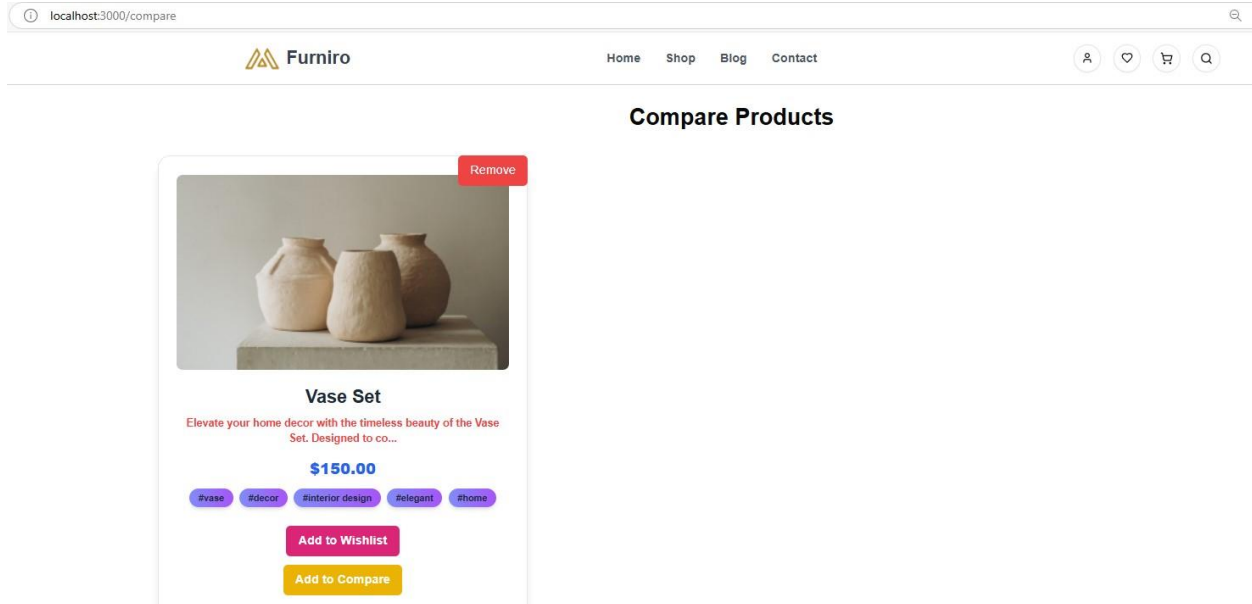 localhost:3000/compare
Furniro
Home Shop Blog Contact
Compare Products
Remove
Vase Set
Elevate your home decor with the timeless beauty of the Vase
Set. Designed to co...
$150.00
#vase #decor #interior design #elegant #home
Add to Wishlist
Add to Compare